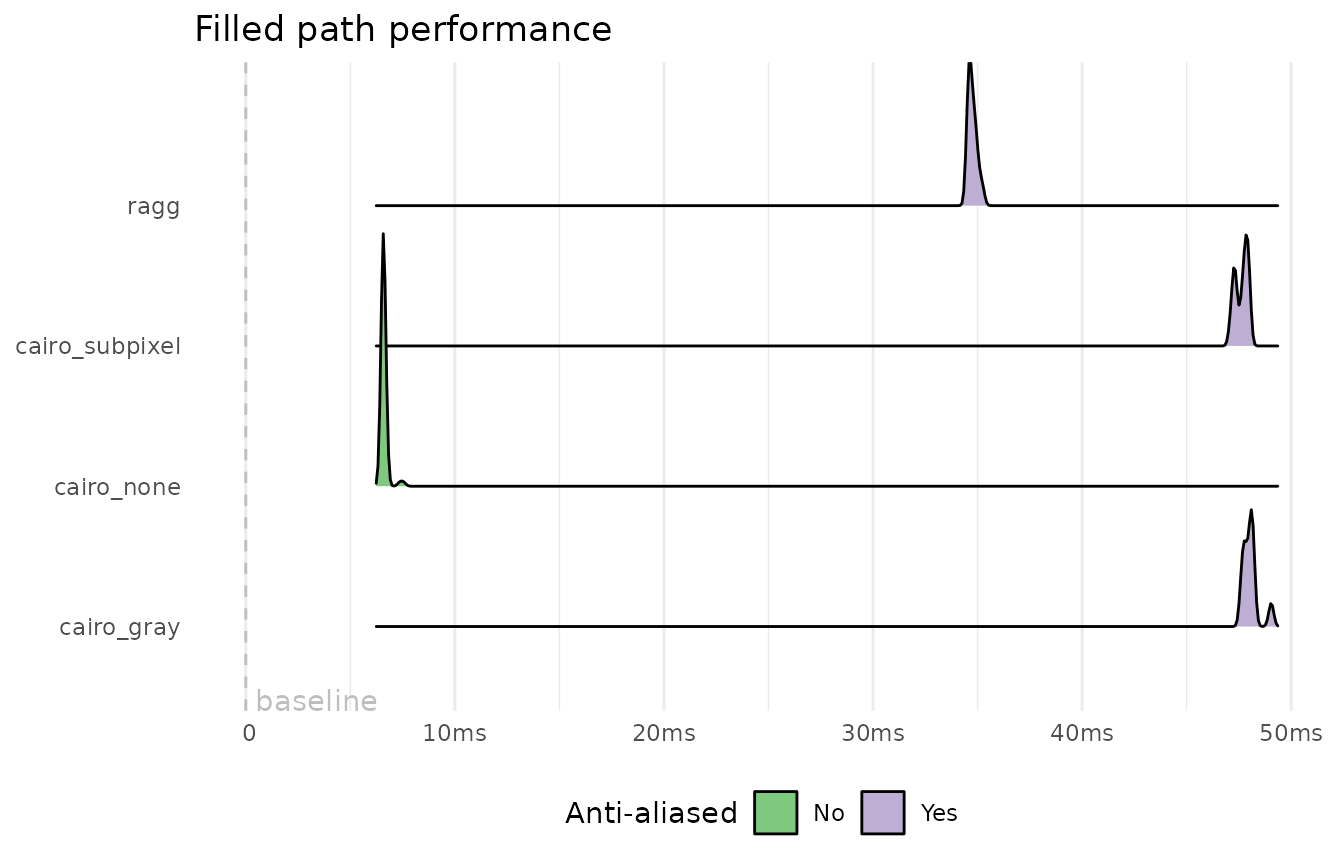 Filled path performance
ragg
cairo_subpixel
cairo_none
cairo_gray
baseline
0 10ms 20ms 30ms 40ms 50ms
Anti-aliased No Yes